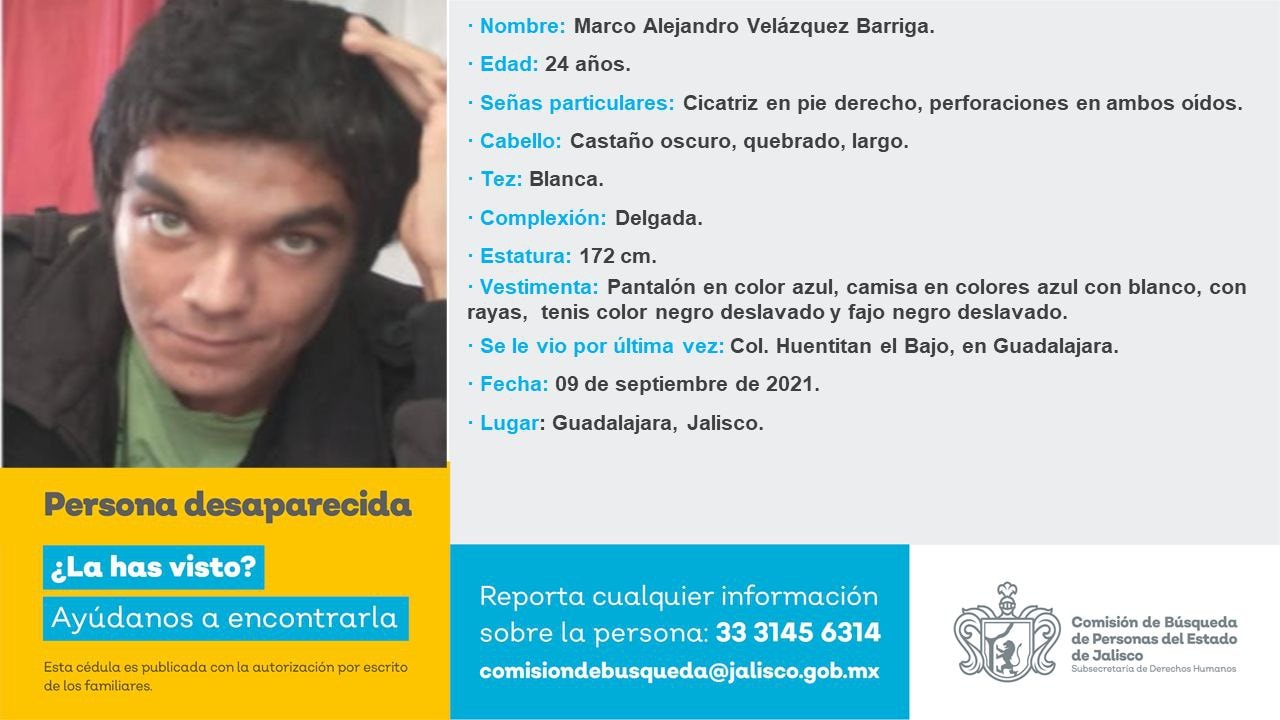 · Nombre: Marco Alejandro Velázquez Barriga.
· Edad: 24 años.
· Señas particulares: Cicatriz en pie derecho, perforaciones en ambos oídos.
· Cabello: Castaño oscuro, quebrado, largo.
· Tez: Blanca.
· Complexión: Delgada.
· Estatura: 172 cm.
· Vestimenta: Pantalón en color azul, camisa en colores azul con blanco, con
rayas, tenis color negro deslavado y fajo negro deslavado.
· Se le vio por última vez: Col. Huentitan el Bajo, en Guadalajara.
· Fecha: 09 de septiembre de 2021.
· Lugar: Guadalajara, Jalisco.
Persona desaparecida
¿La has visto?
Ayúdanos a encontrarla
Esta cédula es publicada con la autorización por escrito
de los familiares.
Reporta cualquier información
sobre la persona: 33 3145 6314
comisiondebusqueda@jalisco.gob.mx
Comisión de Búsqueda
de Personas del Estado
de Jalisco
Subsecretaría de Derechos Humanos